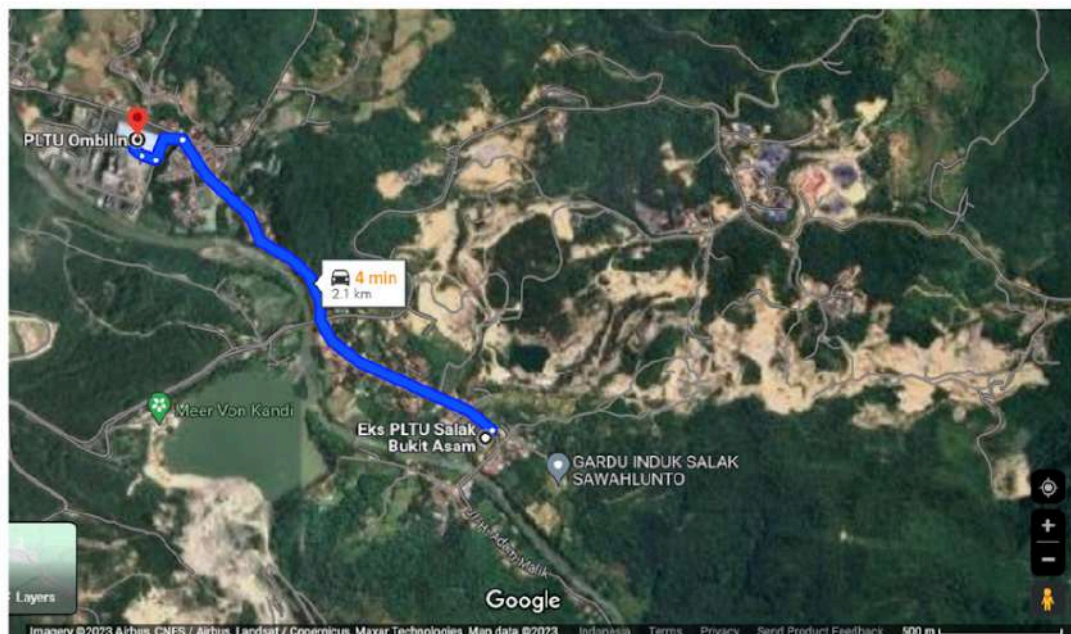 PLTU Ombilin
4 min
2.1 km
Meer Von Kandi
Eks PLTU Salak
Bukit Asam
GARDU INDUK SALAK
SAWAHLUNTO
Adam Malik
Layers
Google
Imagery ©2023 Airbus, CNES / Airbus, Landsat / Copernicus, Maxar Technologies, Map data ©2023 Indonesia Terms Privacy Send Product Feedback 500 m